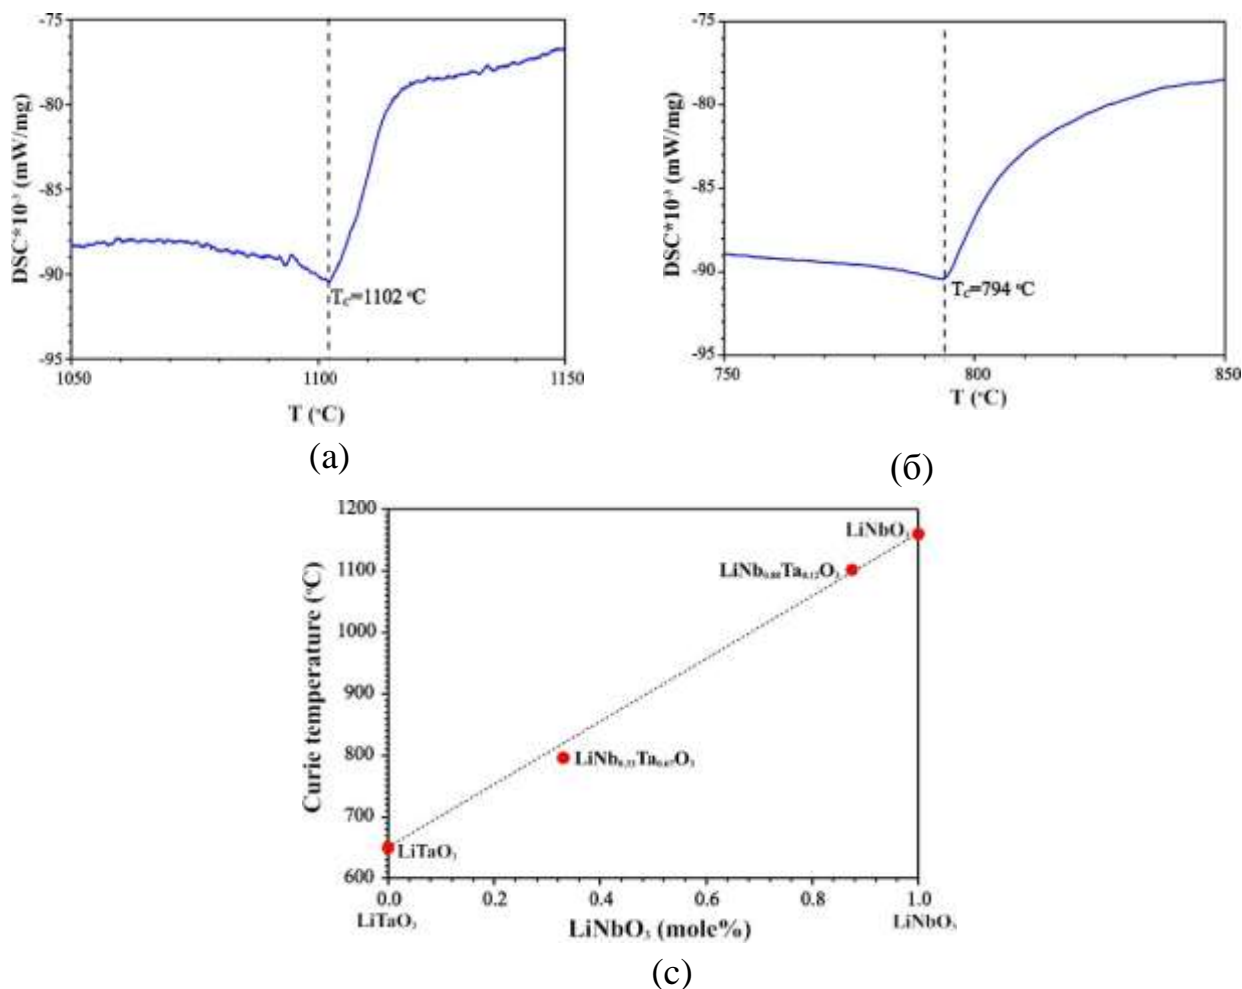 -75
-80
-85
-90
-95
DSC*10⁻³ (mW/mg)
T_C=1102 °C
1050
1100
1150
T (°C)
(а)
-75
-80
-85
-90
-95
DSC*10⁻³ (mW/mg)
T_C=794 °C
750
800
850
T (°C)
(б)
1200
1100
1000
900
800
700
600
Curie temperature (°C)
LiNbO₃
LiNb₀.₈₈Ta₀.₁₂O₃
LiNb₀.₃₃Ta₀.₆₇O₃
LiTaO₃
0.0
0.2
0.4
0.6
0.8
1.0
LiTaO₃
LiNbO₃ (mole%)
LiNbO₃
(c)